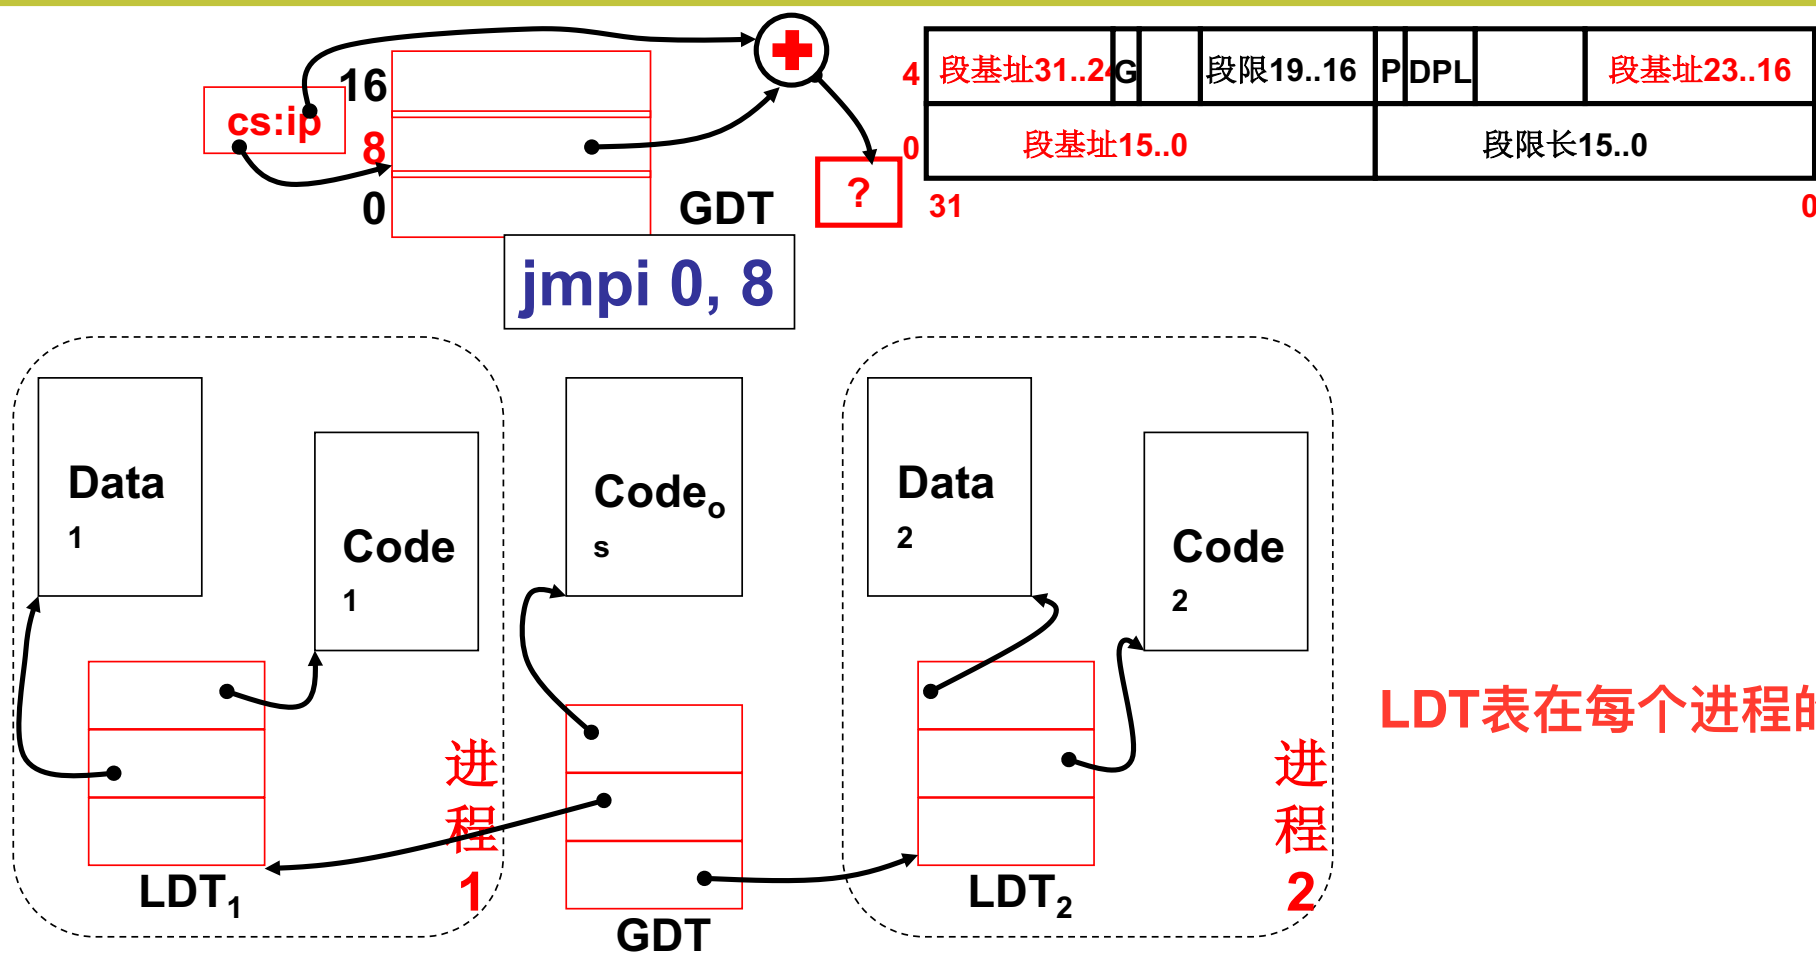 16
cs:ip
8
0
GDT
?
jmpi 0, 8
4
段基址31..24
G
段限19..16
P
DPL
段基址23..16
0
段基址15..0
段限长15..0
31
0
Data
1
Code
1
LDT1
进
程
1
Codeo
s
GDT
Data
2
Code
2
LDT2
进
程
2
LDT表在每个进程的